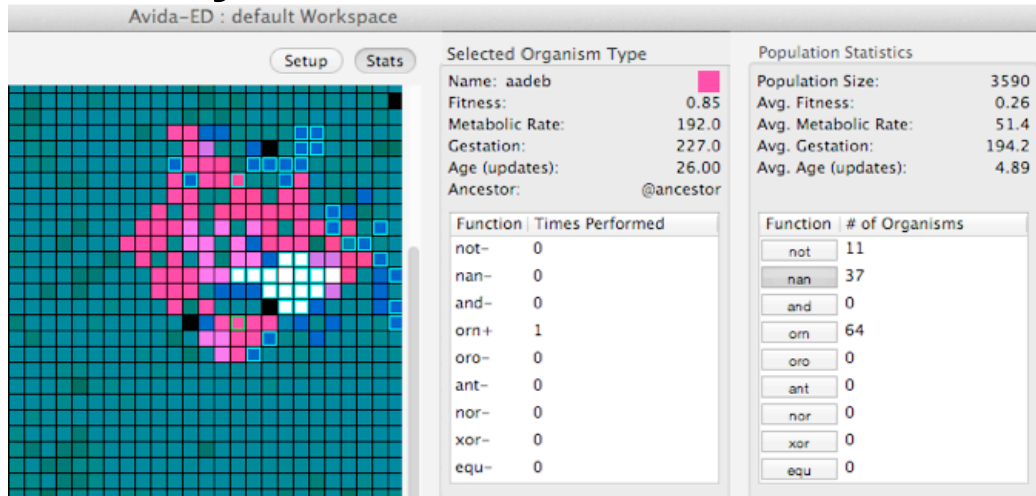 Avida-ED : default Workspace
Setup Stats
Selected Organism Type
Name: aadeb
Fitness: 0.85
Metabolic Rate: 192.0
Gestation: 227.0
Age (updates): 26.00
Ancestor: @ancestor
Function Times Performed
not- 0
nan- 0
and- 0
orn+ 1
oro- 0
ant- 0
nor- 0
xor- 0
equ- 0
Population Statistics
Population Size: 3590
Avg. Fitness: 0.26
Avg. Metabolic Rate: 51.4
Avg. Gestation: 194.2
Avg. Age (updates): 4.89
Function # of Organisms
not 11
nan 37
and 0
orn 64
oro 0
ant 0
nor 0
xor 0
equ 0